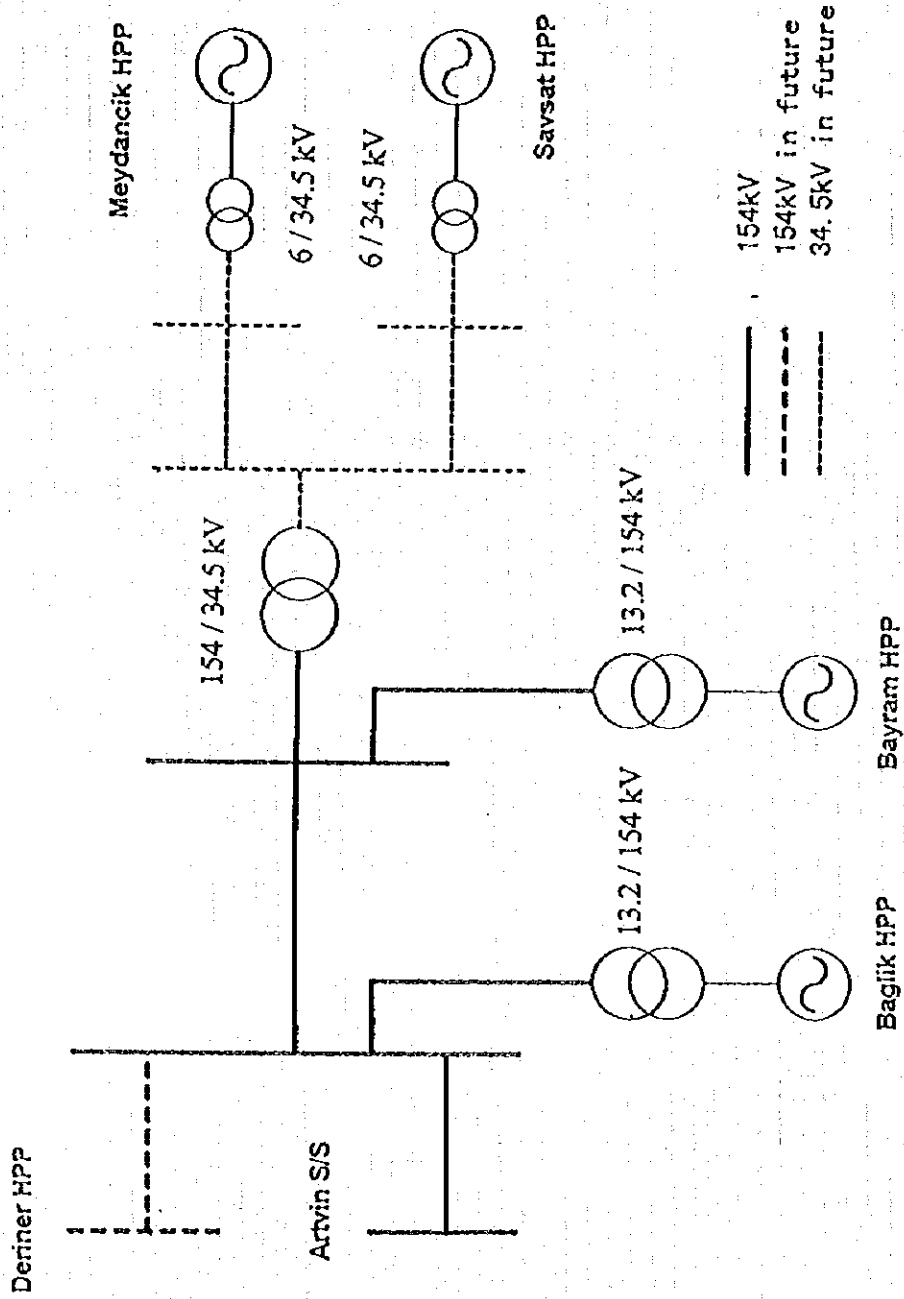 Deriner HPP
Artvin S/S
Baglik HPP
13.2 / 154 kV
Bayram HPP
13.2 / 154 kV
154 / 34.5 kV
Meydancik HPP
6 / 34.5 kV
6 / 34.5 kV
Savsat HPP
154kV
154kV in future
34.5kV in future